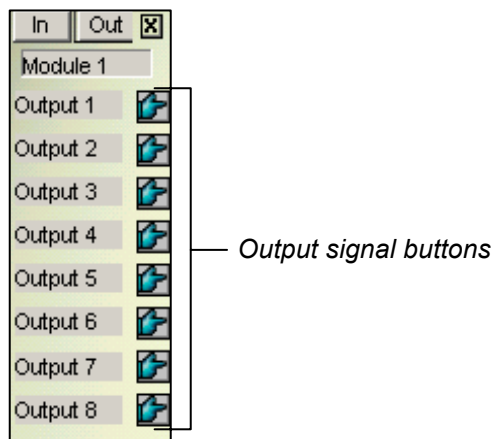 In Out X
Module 1
Output 1
Output 2
Output 3
Output 4
Output 5
Output 6
Output 7
Output 8
Output signal buttons